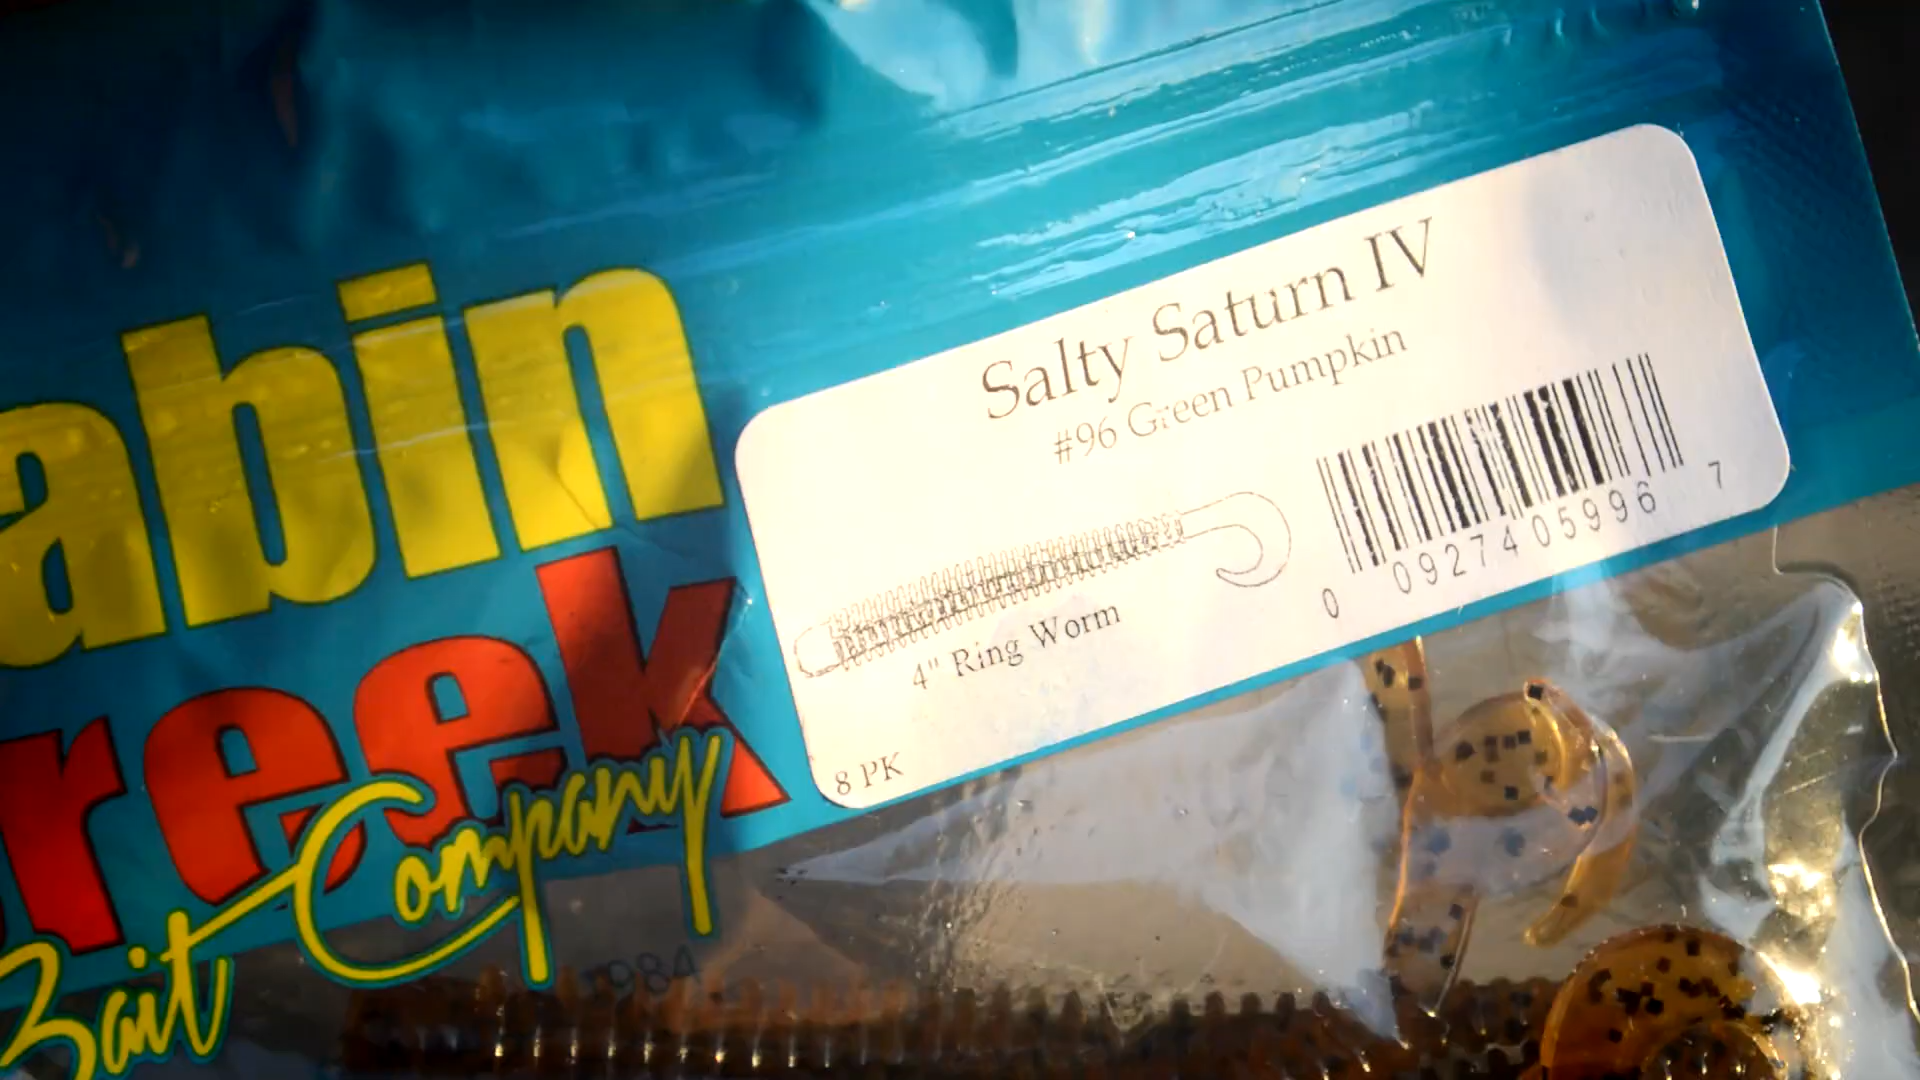 abin
reek
Bait Company
1984
Salty Saturn IV
#96 Green Pumpkin
4" Ring Worm
8 PK
0 09274 05996 7